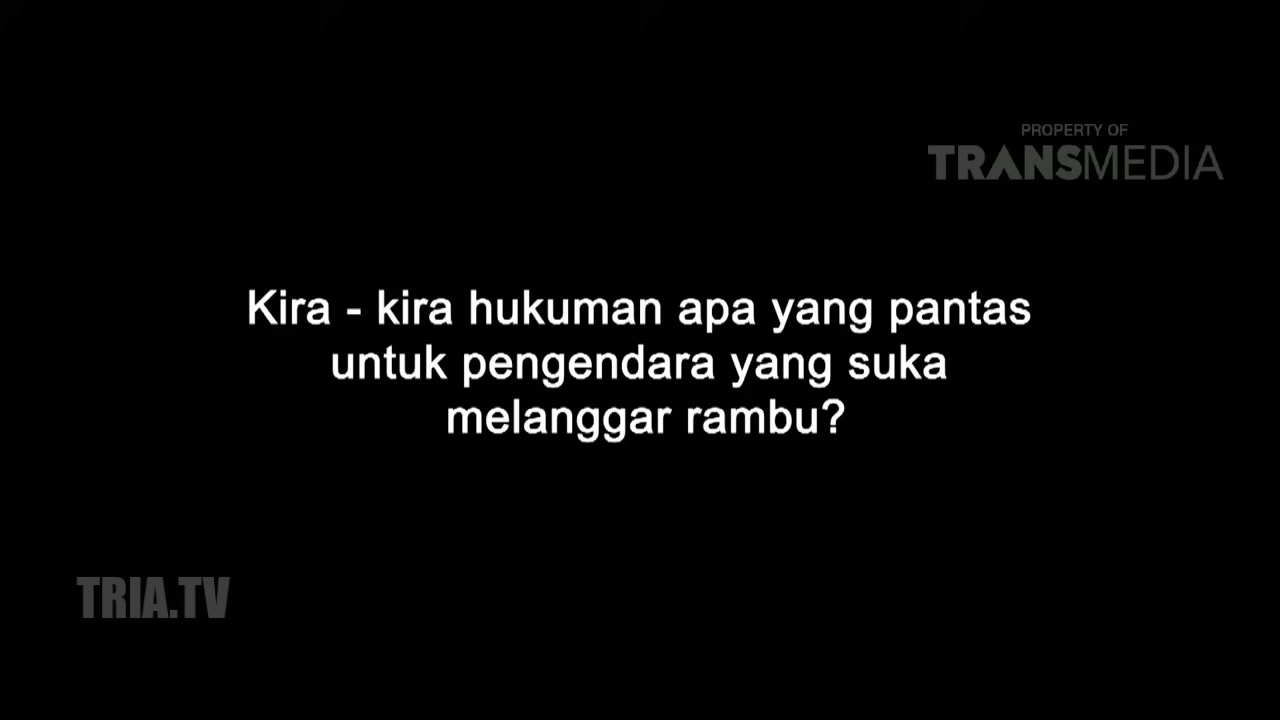 PROPERTY OF
TRANSMEDIA
Kira - kira hukuman apa yang pantas
untuk pengendara yang suka
melanggar rambu?
TRIA.TV